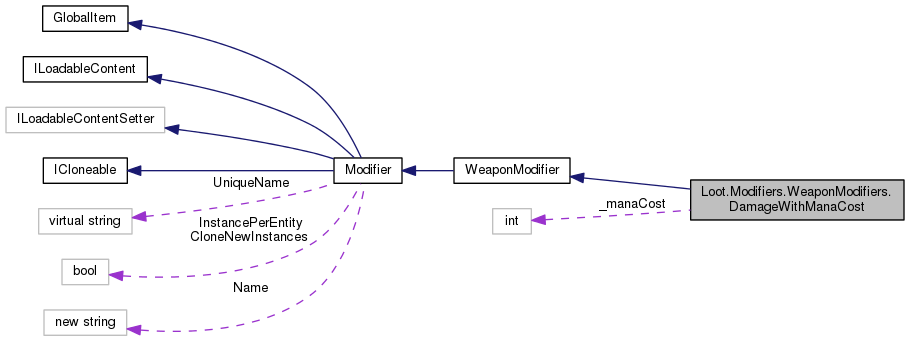 GlobalItem
ILoadableContent
ILoadableContentSetter
ICloneable
Modifier
WeaponModifier
Loot.Modifiers.WeaponModifiers.
DamageWithManaCost
UniqueName
_manaCost
virtual string
int
InstancePerEntity
CloneNewInstances
bool
Name
new string